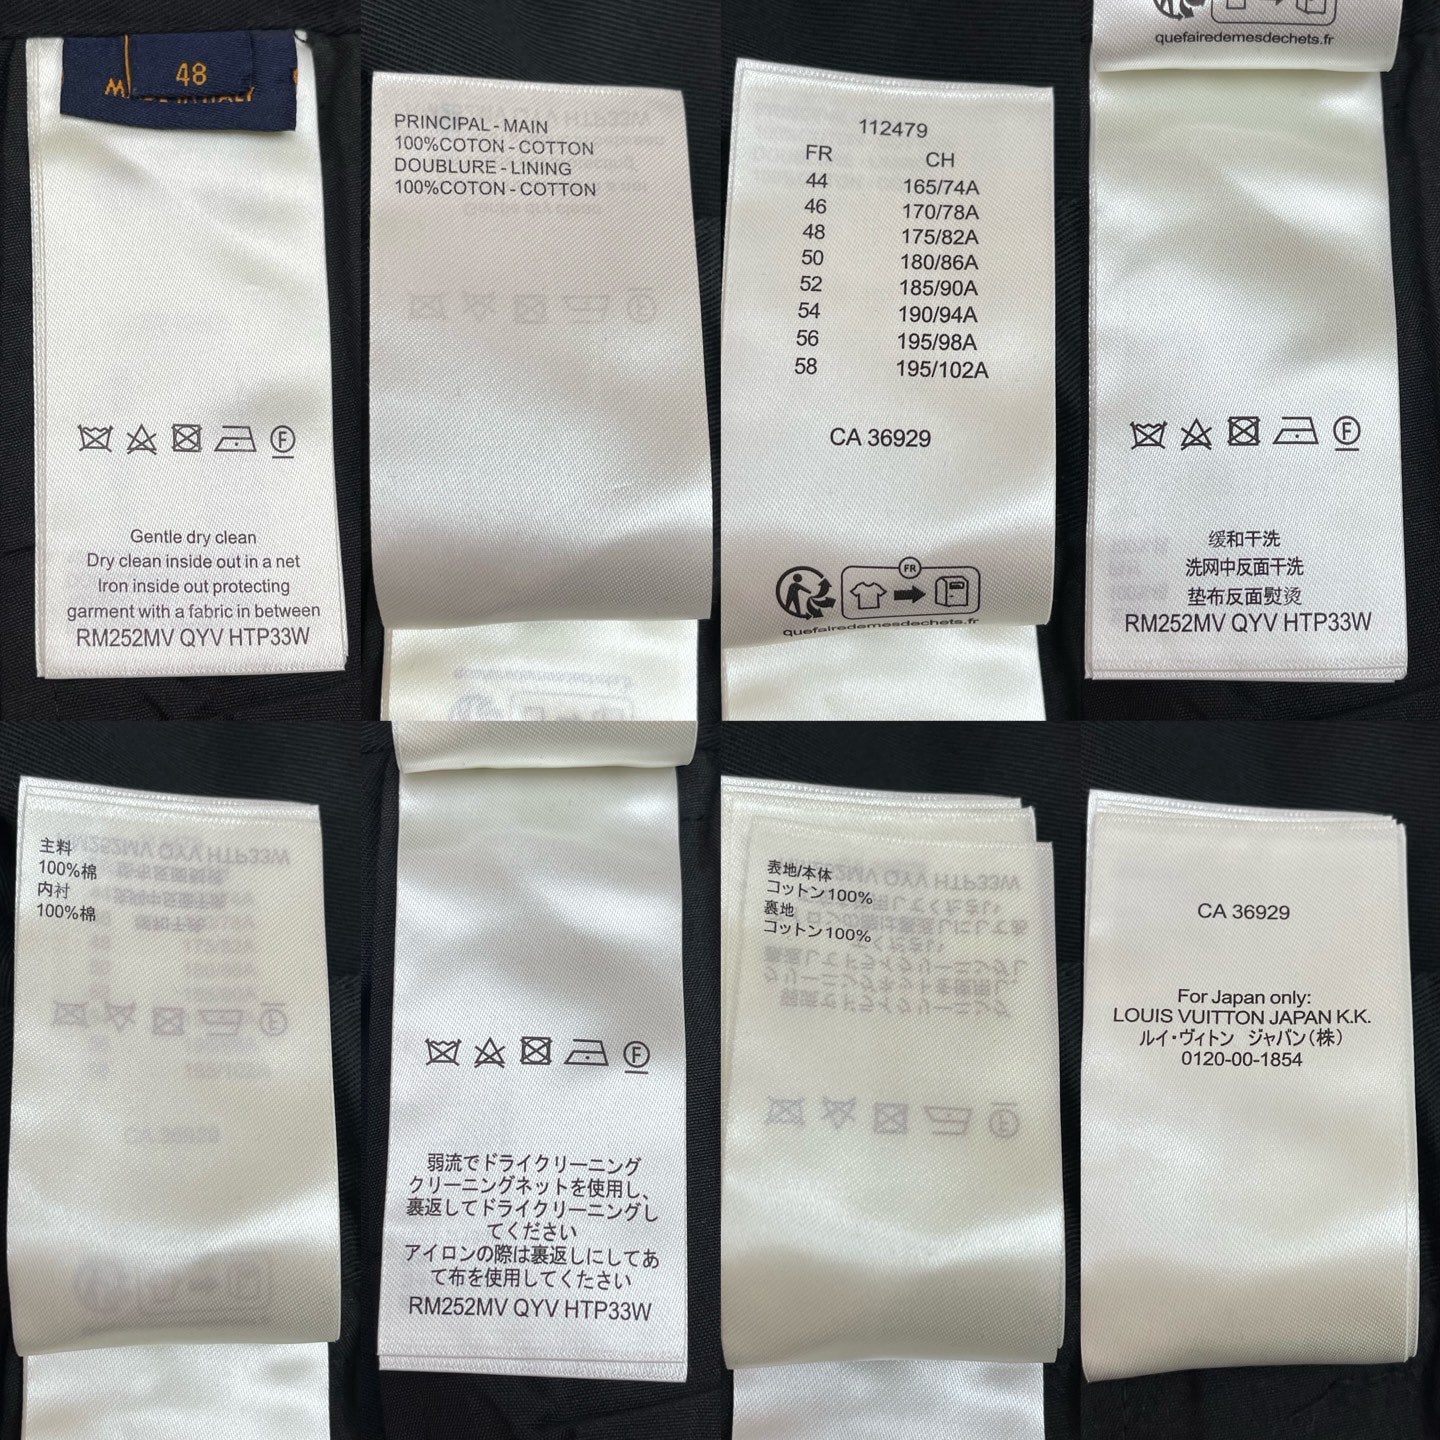 48
MADE IN ITALY
Gentle dry clean
Dry clean inside out in a net
Iron inside out protecting
garment with a fabric in between
RM252MV QYV HTP33W
PRINCIPAL - MAIN
100%COTON - COTTON
DOUBLURE - LINING
100%COTON - COTTON
112479
FR CH
44 165/74A
46 170/78A
48 175/82A
50 180/86A
52 185/90A
54 190/94A
56 195/98A
58 195/102A
CA 36929
FR
quefairedemesdechets.fr
quefairedemesdechets.fr
缓和干洗
洗网中反面干洗
垫布反面熨烫
RM252MV QYV HTP33W
主料
100%棉
内衬
100%棉
弱流でドライクリーニング
クリーニングネットを使用し、
裏返してドライクリーニングし
てください
アイロンの際は裏返しにしてあ
て布を使用してください
RM252MV QYV HTP33W
表地/本体
コットン100%
裏地
コットン100%
CA 36929
For Japan only:
LOUIS VUITTON JAPAN K.K.
ルイ・ヴィトン ジャパン(株)
0120-00-1854